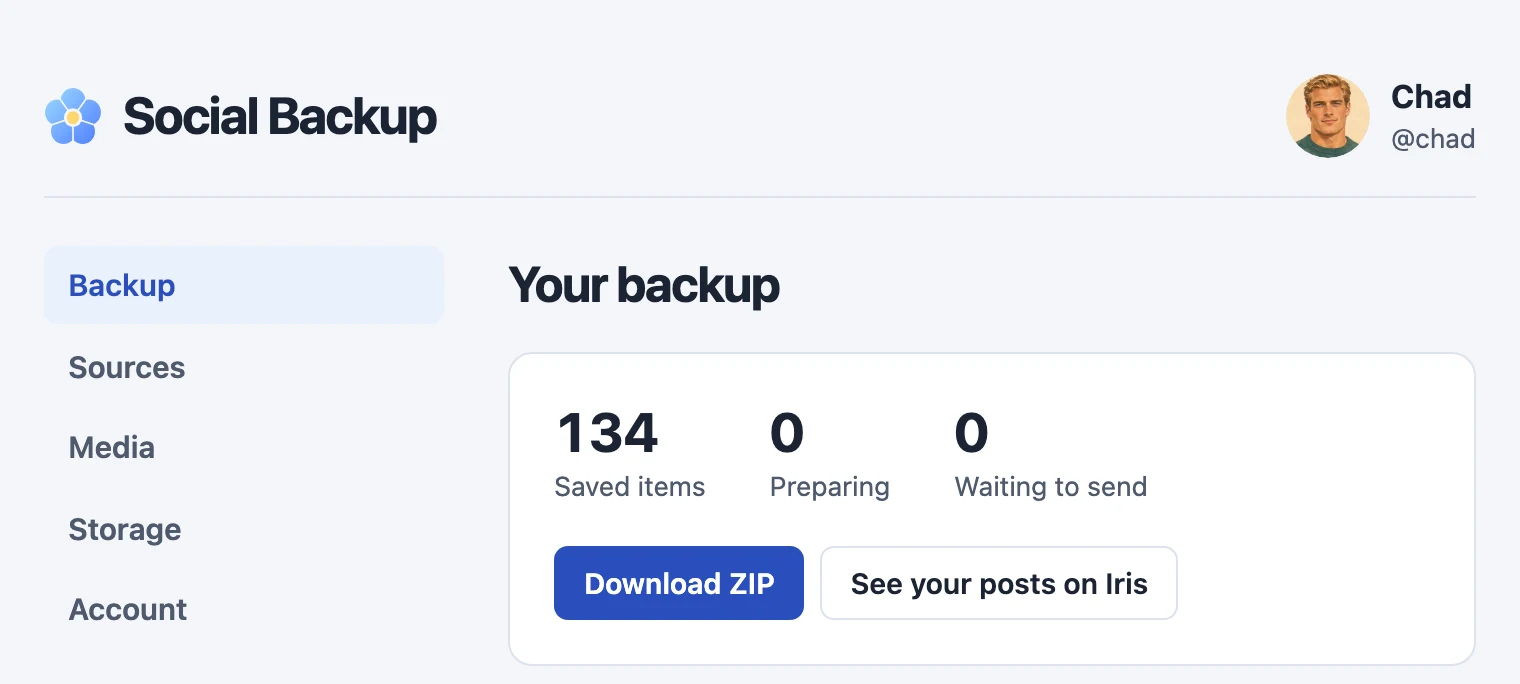 Social Backup
Chad
@chad
Backup
Sources
Media
Storage
Account
Your backup
134
Saved items
0
Preparing
0
Waiting to send
Download ZIP
See your posts on Iris